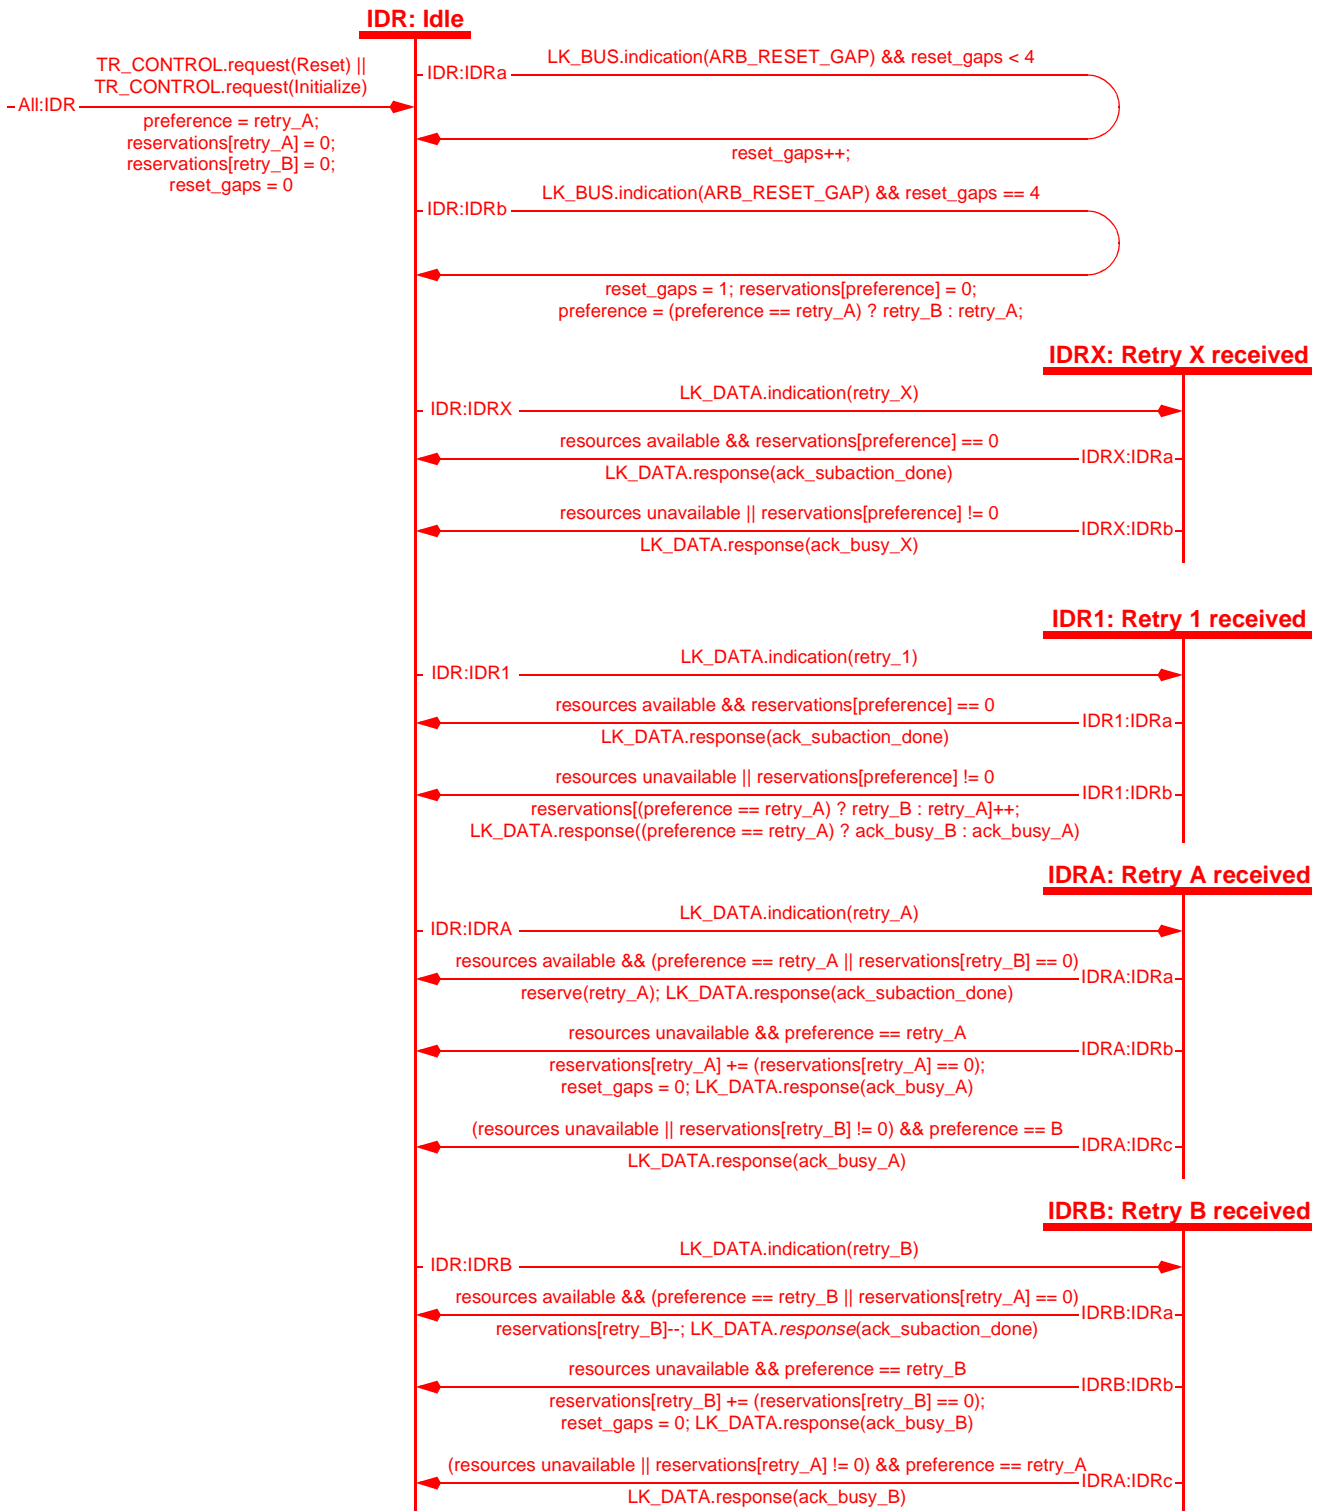 IDR: Idle
TR_CONTROL.request(Reset) ||
TR_CONTROL.request(Initialize)
All:IDR
preference = retry_A;
reservations[retry_A] = 0;
reservations[retry_B] = 0;
reset_gaps = 0
LK_BUS.indication(ARB_RESET_GAP) && reset_gaps < 4
IDR:IDRa
reset_gaps++;
LK_BUS.indication(ARB_RESET_GAP) && reset_gaps == 4
IDR:IDRb
reset_gaps = 1; reservations[preference] = 0;
preference = (preference == retry_A) ? retry_B : retry_A;
IDRX: Retry X received
LK_DATA.indication(retry_X)
IDR:IDRX
resources available && reservations[preference] == 0
IDRX:IDRa
LK_DATA.response(ack_subaction_done)
resources unavailable || reservations[preference] != 0
IDRX:IDRb
LK_DATA.response(ack_busy_X)
IDR1: Retry 1 received
LK_DATA.indication(retry_1)
IDR:IDR1
resources available && reservations[preference] == 0
IDR1:IDRa
LK_DATA.response(ack_subaction_done)
resources unavailable || reservations[preference] != 0
IDR1:IDRb
reservations[(preference == retry_A) ? retry_B : retry_A]++;
LK_DATA.response((preference == retry_A) ? ack_busy_B : ack_busy_A)
IDRA: Retry A received
LK_DATA.indication(retry_A)
IDR:IDRA
resources available && (preference == retry_A || reservations[retry_B] == 0)
IDRA:IDRa
reserve(retry_A); LK_DATA.response(ack_subaction_done)
resources unavailable && preference == retry_A
IDRA:IDRb
reservations[retry_A] += (reservations[retry_A] == 0);
reset_gaps = 0; LK_DATA.response(ack_busy_A)
(resources unavailable || reservations[retry_B] != 0) && preference == B
IDRA:IDRc
LK_DATA.response(ack_busy_A)
IDRB: Retry B received
LK_DATA.indication(retry_B)
IDR:IDRB
resources available && (preference == retry_B || reservations[retry_A] == 0)
IDRB:IDRa
reservations[retry_B]--; LK_DATA.response(ack_subaction_done)
resources unavailable && preference == retry_B
IDRB:IDRb
reservations[retry_B] += (reservations[retry_B] == 0);
reset_gaps = 0; LK_DATA.response(ack_busy_B)
(resources unavailable || reservations[retry_A] != 0) && preference == retry_A
IDRA:IDRc
LK_DATA.response(ack_busy_B)